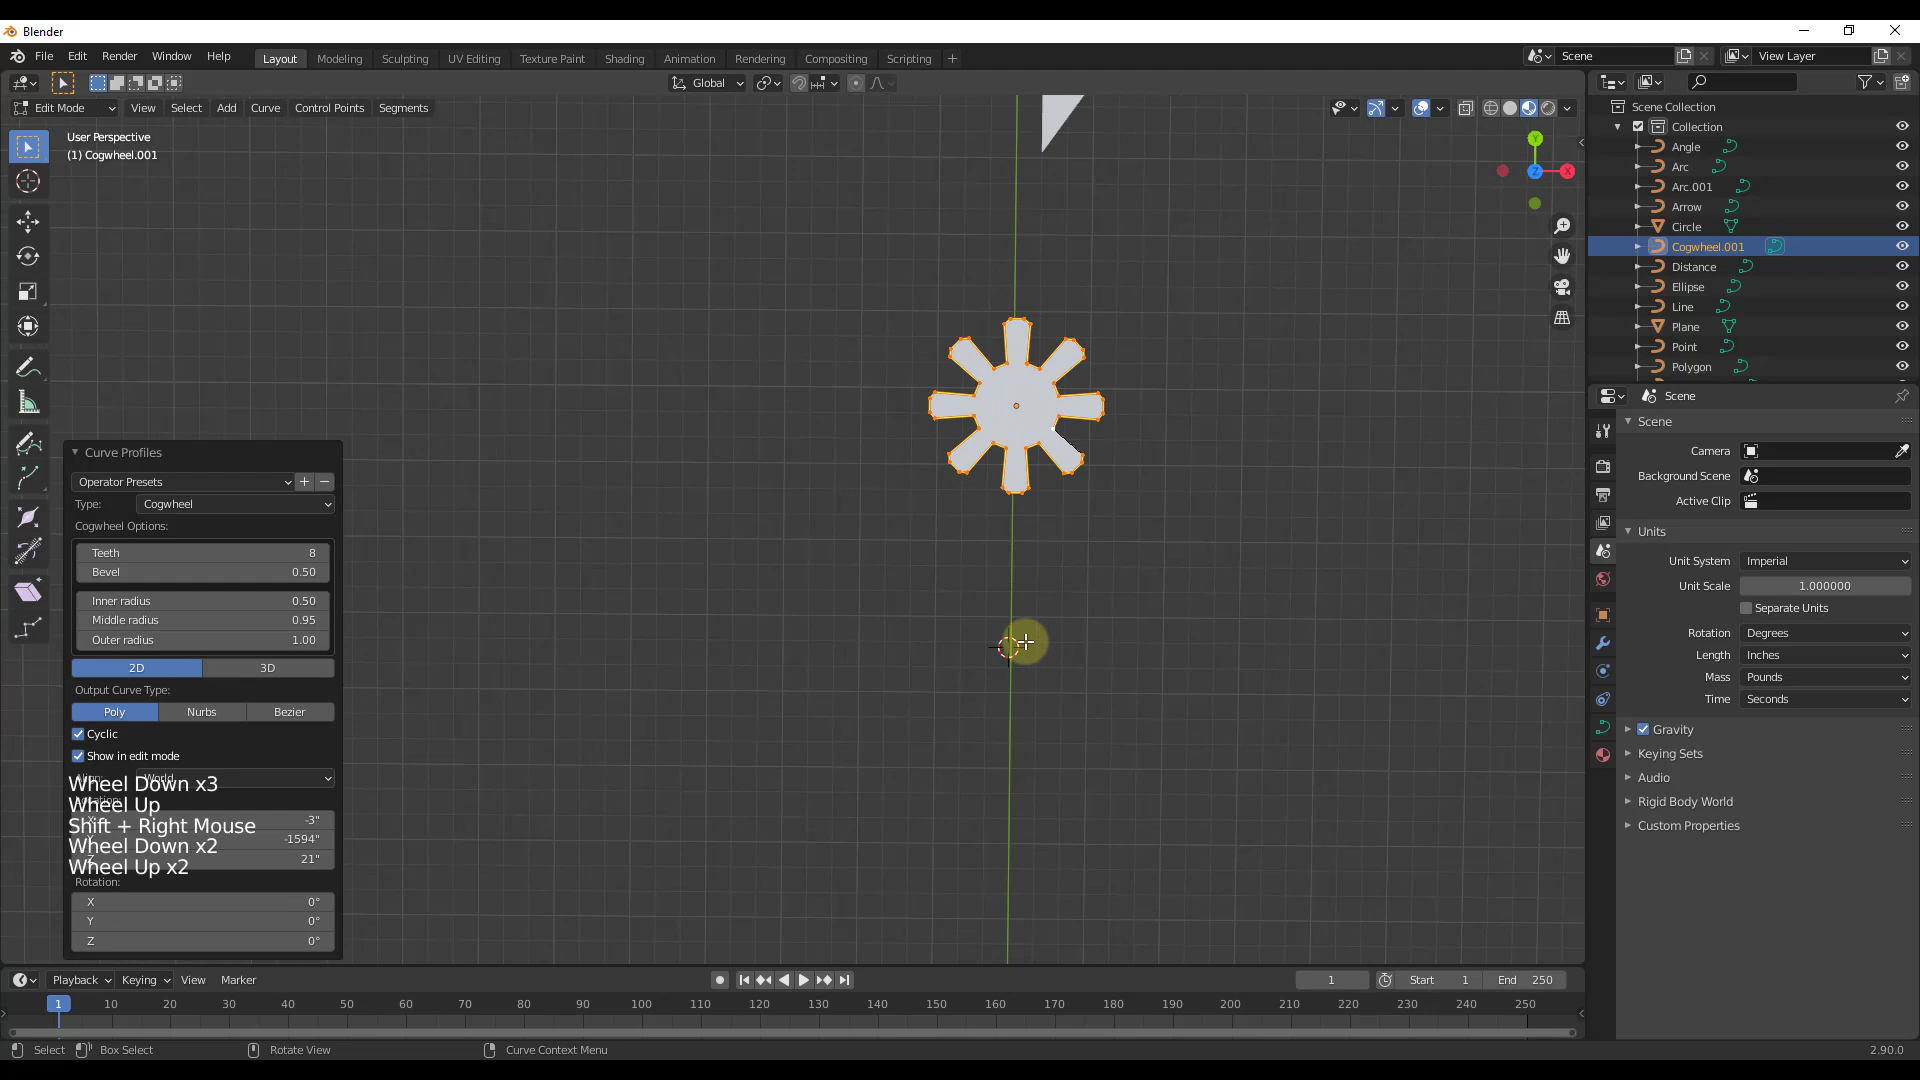 Blender
File Edit Render Window Help
Layout Modeling Sculpting UV Editing Texture Paint Shading Animation Rendering Compositing Scripting +
Scene
View Layer
Global
Edit Mode View Select Add Curve Control Points Segments
User Perspective
(1) Cogwheel.001
Y
Z
X
Scene Collection
Collection
Angle
Arc
Arc.001
Arrow
Circle
Cogwheel.001
Distance
Ellipse
Line
Plane
Point
Polygon
Scene
Scene
Camera
Background Scene
Active Clip
Units
Unit System Imperial
Unit Scale 1.000000
Separate Units
Rotation Degrees
Length Inches
Mass Pounds
Time Seconds
Gravity
Keying Sets
Audio
Rigid Body World
Custom Properties
Curve Profiles
Operator Presets
Type: Cogwheel
Cogwheel Options:
Teeth 8
Bevel 0.50
Inner radius 0.50
Middle radius 0.95
Outer radius 1.00
2D 3D
Output Curve Type:
Poly Nurbs Bezier
Cyclic
Show in edit mode
World
Wheel Down x3
Wheel Up
-3"
Shift + Right Mouse
-1594"
Wheel Down x2
21"
Wheel Up x2
Rotation:
X 0°
Y 0°
Z 0°
Playback Keying View Marker
1
Start 1
End 250
1 10 20 30 40 50 60 70 80 90 100 110 120 130 140 150 160 170 180 190 200 210 220 230 240 250
Select Box Select Rotate View Curve Context Menu
2.90.0